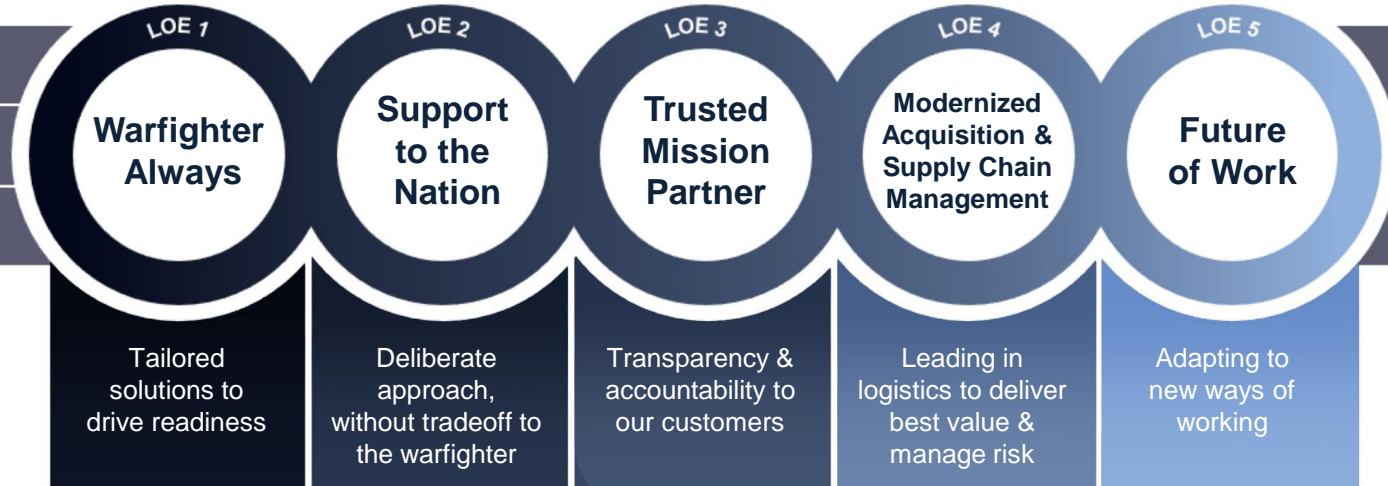 LOE 1
Warfighter
Always
Tailored
solutions to
drive readiness
LOE 2
Support
to the
Nation
Deliberate
approach,
without tradeoff to
the warfighter
LOE 3
Trusted
Mission
Partner
Transparency &
accountability to
our customers
LOE 4
Modernized
Acquisition &
Supply Chain
Management
Leading in
logistics to deliver
best value &
manage risk
LOE 5
Future
of Work
Adapting to
new ways of
working